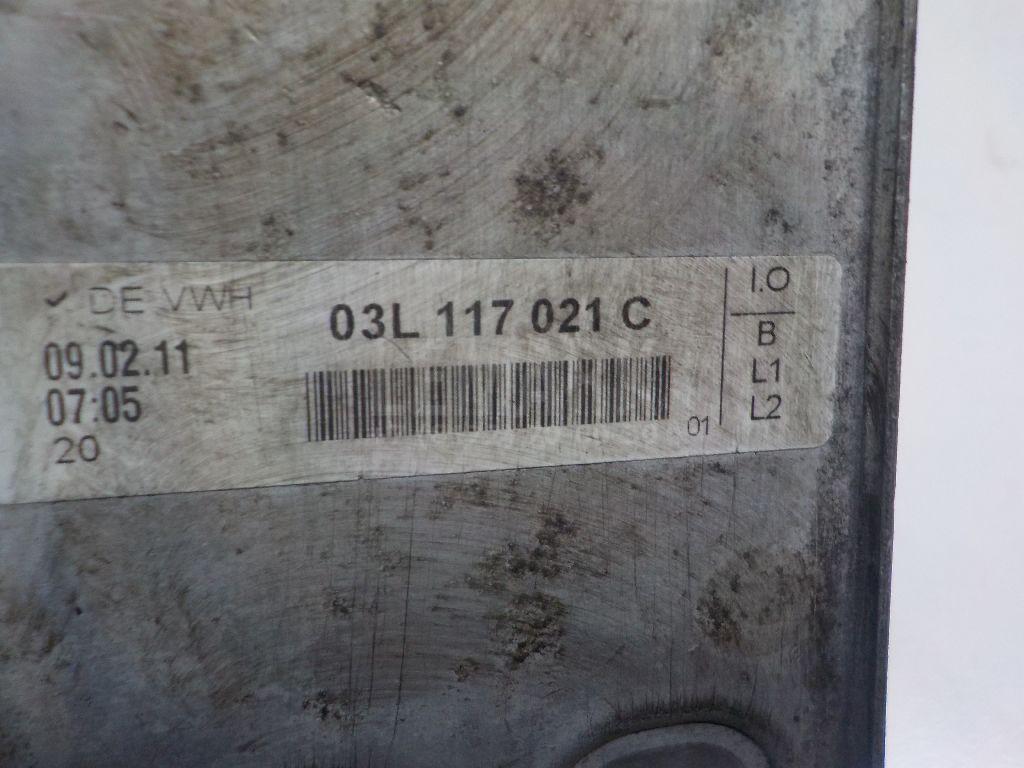 ✓ DE VWH
09.02.11
07:05
20
03L 117 021 C
01
I.O
B
L1
L2